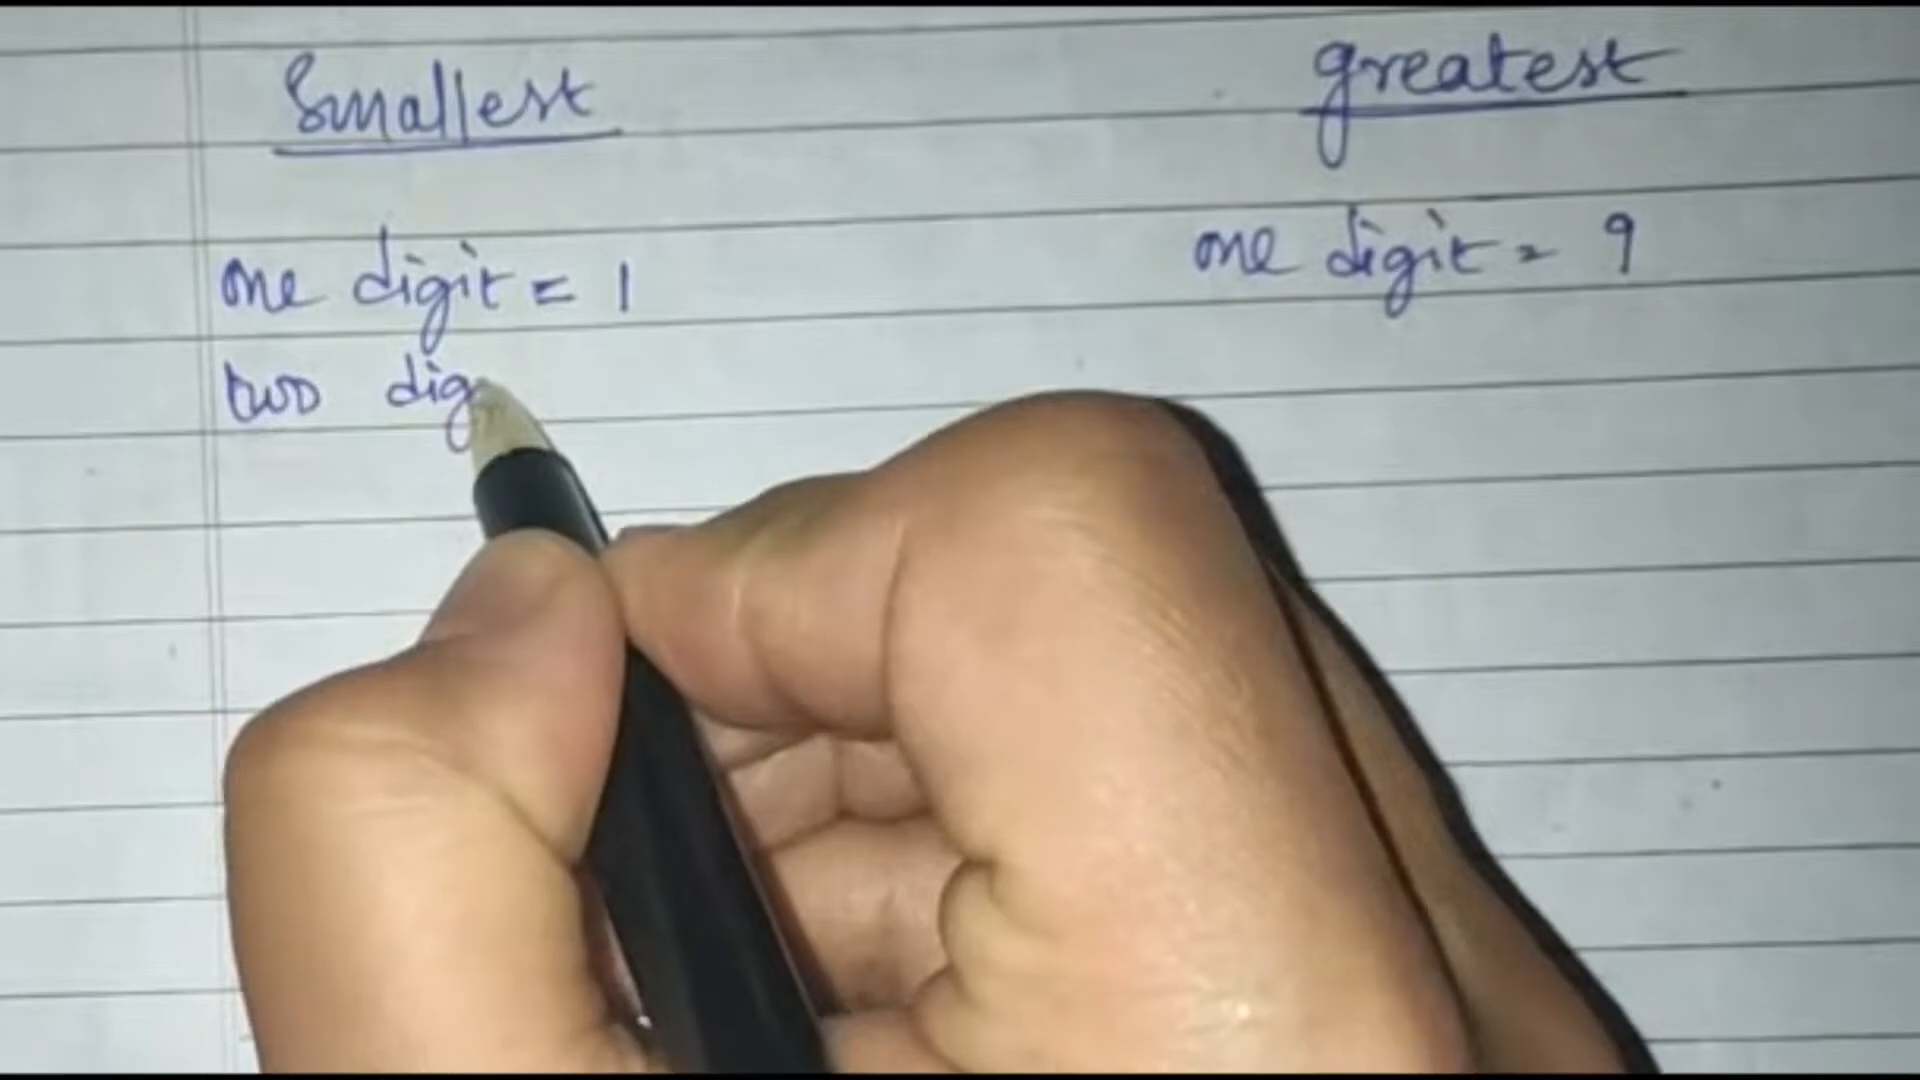 Smallest
greatest
one digit = 1
one digit = 9
two dig